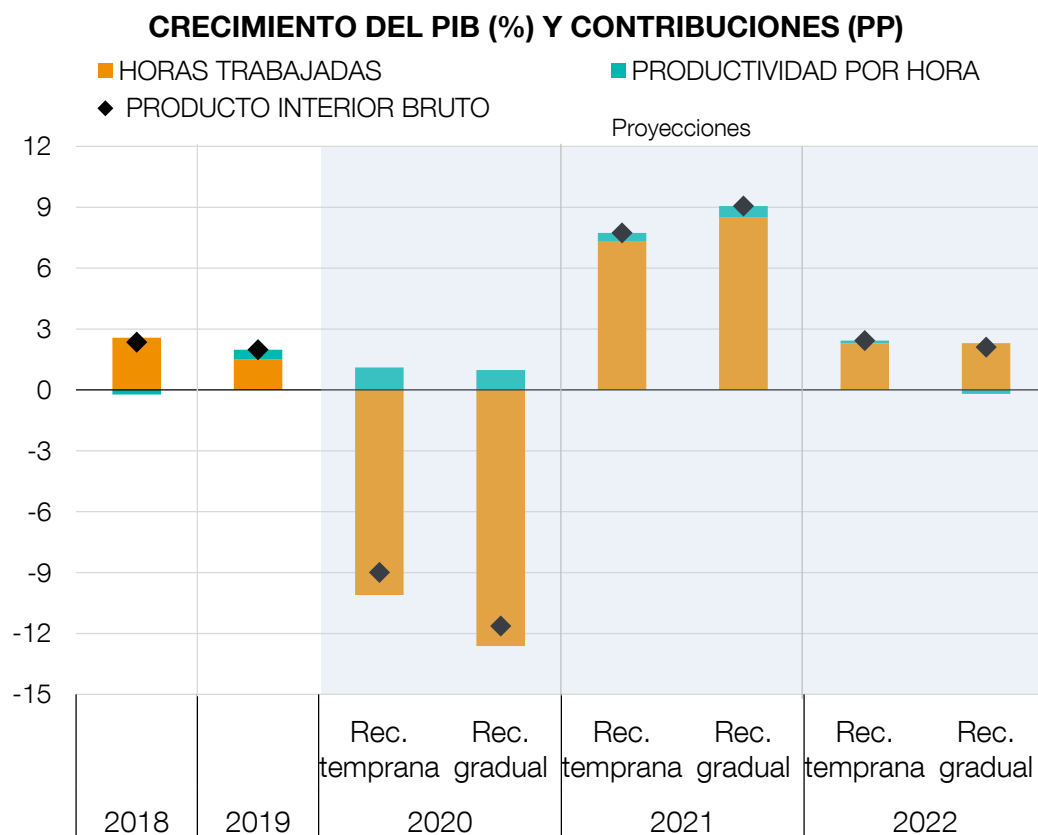 CRECIMIENTO DEL PIB (%) Y CONTRIBUCIONES (PP)
HORAS TRABAJADAS
PRODUCTIVIDAD POR HORA
PRODUCTO INTERIOR BRUTO
Proyecciones
12
9
6
3
0
-3
-6
-9
-12
-15
Rec. temprana
Rec. gradual
Rec. temprana
Rec. gradual
Rec. temprana
Rec. gradual
2018
2019
2020
2021
2022